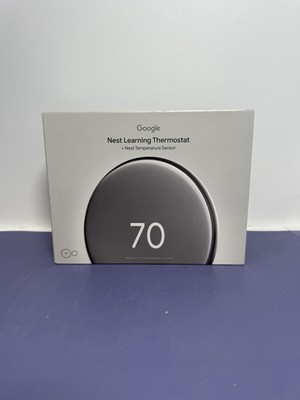 Google
Nest Learning Thermostat
+ Nest Temperature Sensor
70